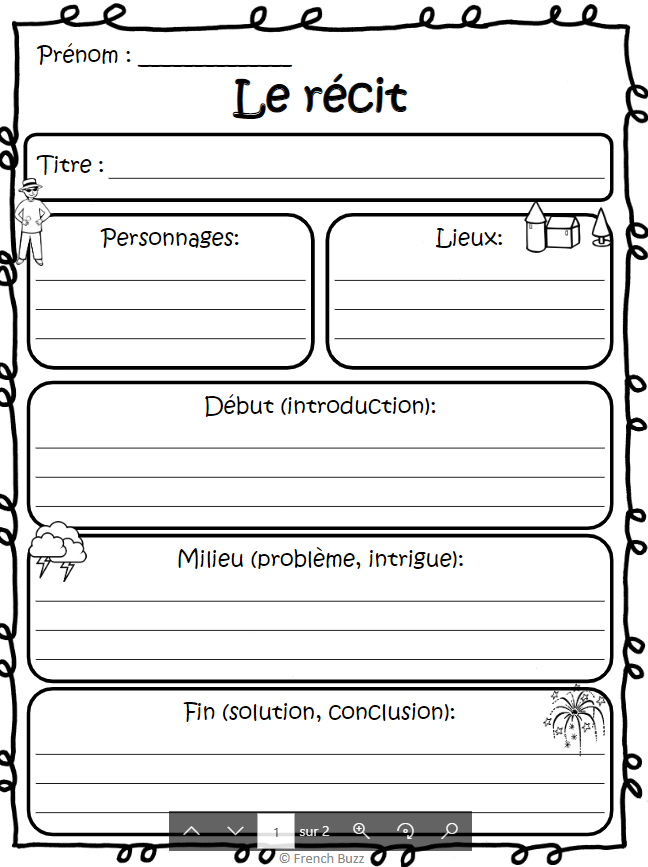 Prénom : _______________
Le récit
Titre :
Personnages:
Lieux:
Début (introduction):
Milieu (problème, intrigue):
Fin (solution, conclusion):
1 sur 2
© French Buzz